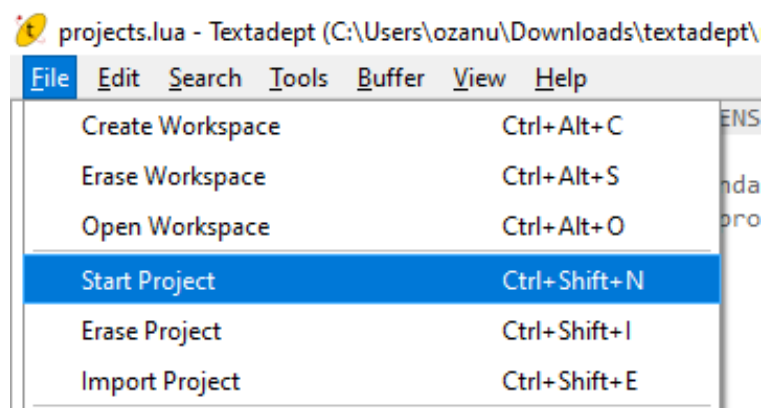 projects.lua - Textadept (C:\Users\ozanu\Downloads\textadept\
File Edit Search Tools Buffer View Help
Create Workspace Ctrl+Alt+C
Erase Workspace Ctrl+Alt+S
Open Workspace Ctrl+Alt+O
Start Project Ctrl+Shift+N
Erase Project Ctrl+Shift+I
Import Project Ctrl+Shift+E